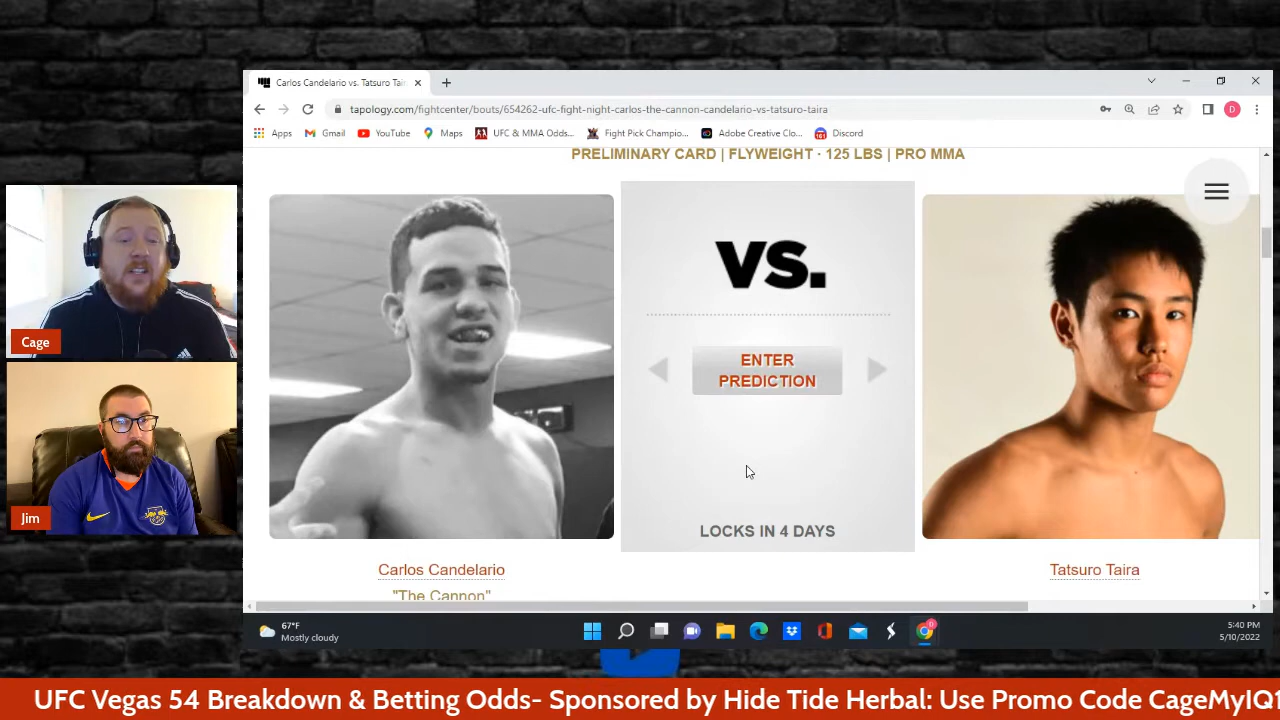 Carlos Candelario vs. Tatsuro Tair
tapology.com/fightcenter/bouts/654262-ufc-fight-night-carlos-the-cannon-candelario-vs-tatsuro-taira
Apps
Gmail
YouTube
Maps
UFC & MMA Odds...
Fight Pick Champio...
Adobe Creative Clo...
Discord
PRELIMINARY CARD | FLYWEIGHT · 125 LBS | PRO MMA
VS.
ENTER
PREDICTION
LOCKS IN 4 DAYS
Carlos Candelario
"The Cannon"
Tatsuro Taira
Cage
Jim
67°F
Mostly cloudy
5:40 PM
5/10/2022
UFC Vegas 54 Breakdown & Betting Odds- Sponsored by Hide Tide Herbal: Use Promo Code CageMyIQ1